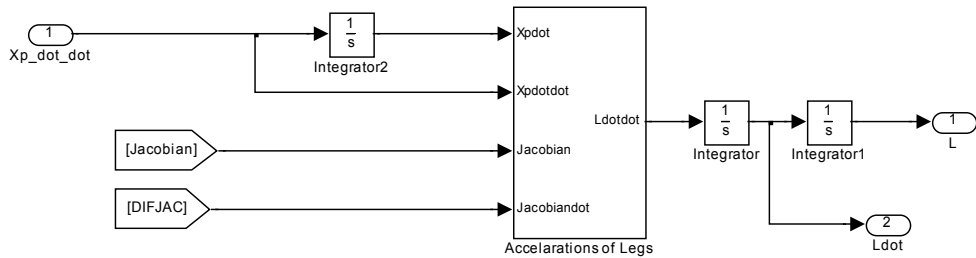 1
Xp_dot_dot
1
s
Integrator2
Xpdot
Xpdotdot
Ldotdot
[Jacobian]
Jacobian
[DIFJAC]
Jacobiandot
Accelarations of Legs
1
s
Integrator
1
s
Integrator1
1
L
2
Ldot